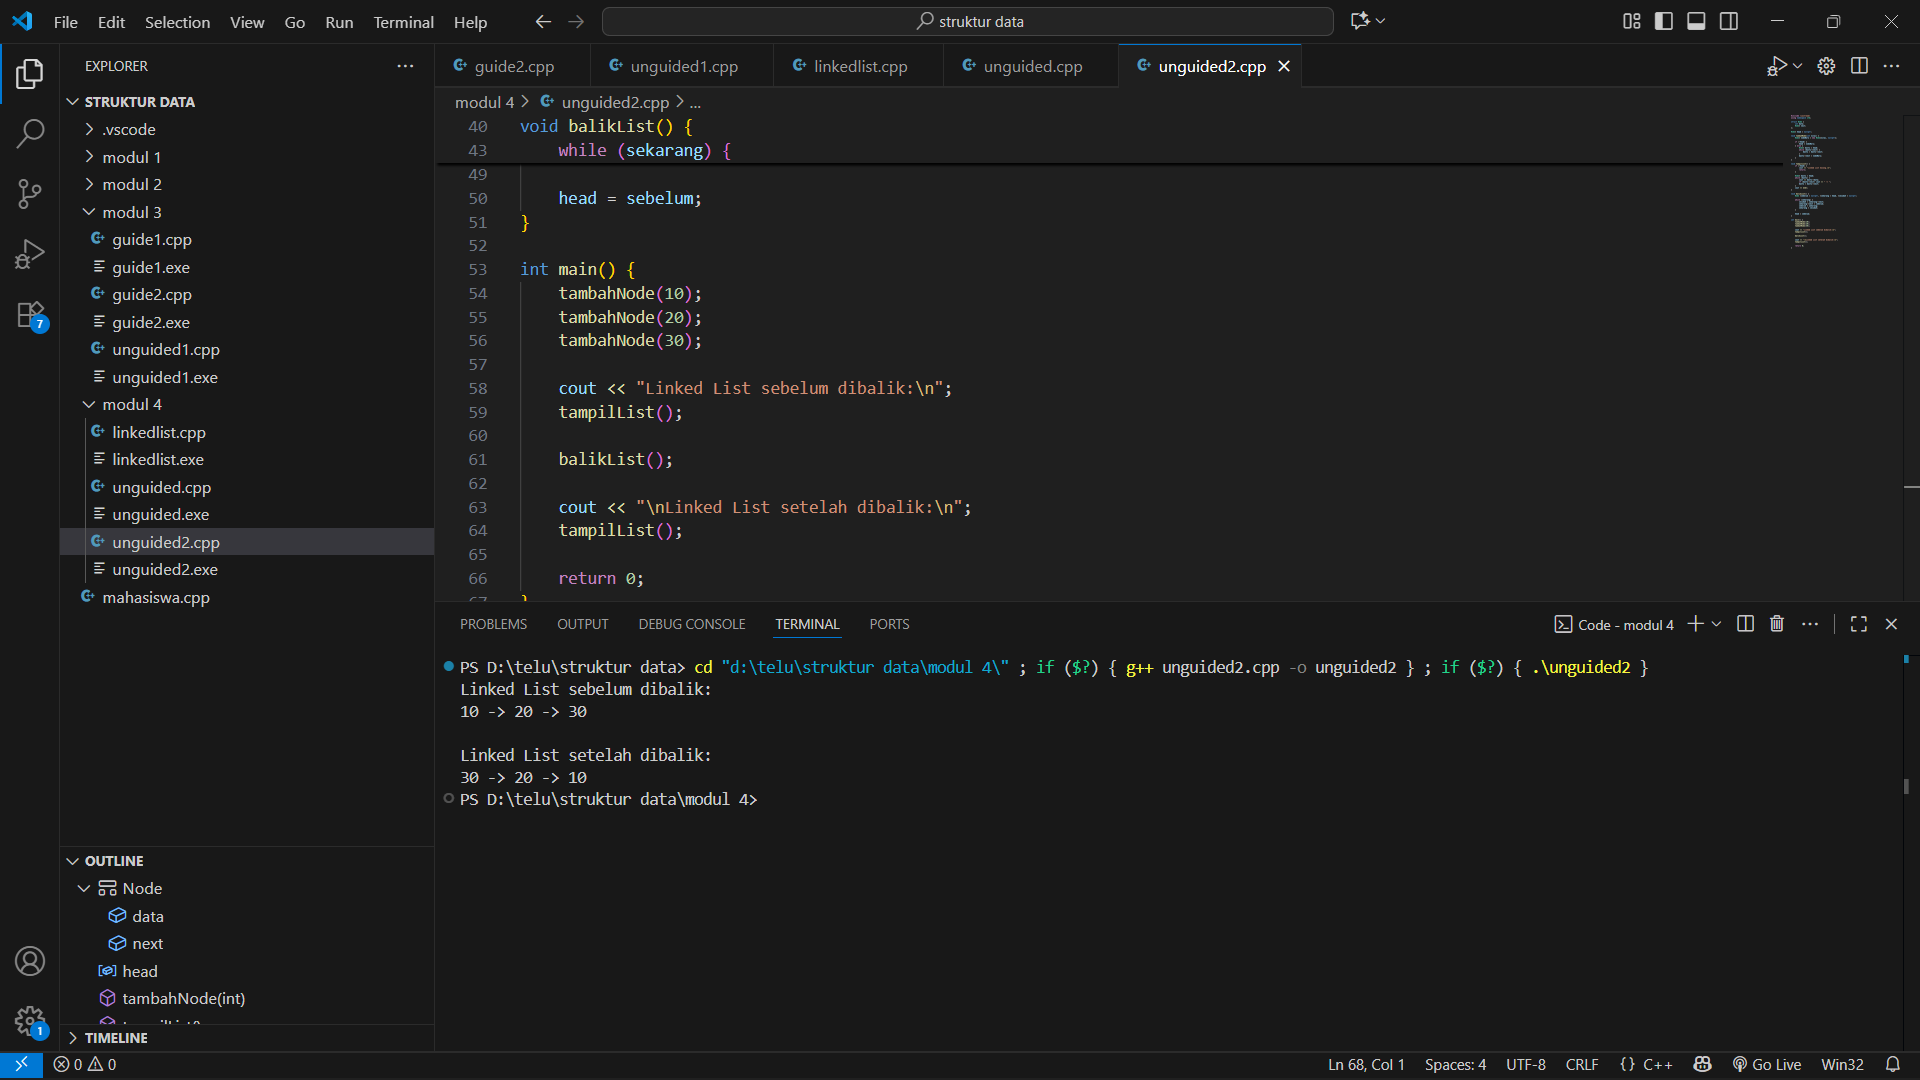 File Edit Selection View Go Run Terminal Help
struktur data
EXPLORER
guide2.cpp
unguided1.cpp
linkedlist.cpp
unguided.cpp
unguided2.cpp
STRUKTUR DATA
.vscode
modul 1
modul 2
modul 3
guide1.cpp
guide1.exe
guide2.cpp
guide2.exe
unguided1.cpp
unguided1.exe
modul 4
linkedlist.cpp
linkedlist.exe
unguided.cpp
unguided.exe
unguided2.cpp
unguided2.exe
mahasiswa.cpp
OUTLINE
Node
data
next
head
tambahNode(int)
TIMELINE
7
1
modul 4 > unguided2.cpp > ...
40 void balikList() {
43 while (sekarang) {
49
50 head = sebelum;
51 }
52
53 int main() {
54 tambahNode(10);
55 tambahNode(20);
56 tambahNode(30);
57
58 cout << "Linked List sebelum dibalik:\n";
59 tampilList();
60
61 balikList();
62
63 cout << "\nLinked List setelah dibalik:\n";
64 tampilList();
65
66 return 0;
67 }
PROBLEMS OUTPUT DEBUG CONSOLE TERMINAL PORTS
Code - modul 4
PS D:\telu\struktur data> cd "d:\telu\struktur data\modul 4\" ; if ($?) { g++ unguided2.cpp -o unguided2 } ; if ($?) { .\unguided2 }
Linked List sebelum dibalik:
10 -> 20 -> 30
Linked List setelah dibalik:
30 -> 20 -> 10
PS D:\telu\struktur data\modul 4>
0 0
Ln 68, Col 1 Spaces: 4 UTF-8 CRLF {} C++ Go Live Win32